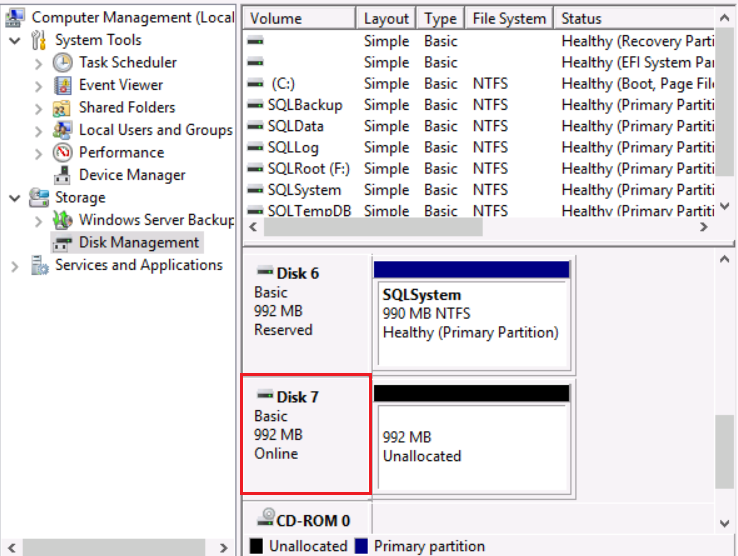 Computer Management (Local
System Tools
Task Scheduler
Event Viewer
Shared Folders
Local Users and Groups
Performance
Device Manager
Storage
Windows Server Backup
Disk Management
Services and Applications
Volume Layout Type File System Status
Simple Basic Healthy (Recovery Parti
Simple Basic Healthy (EFI System Par
(C:) Simple Basic NTFS Healthy (Boot, Page File
SQLBackup Simple Basic NTFS Healthy (Primary Partiti
SQLData Simple Basic NTFS Healthy (Primary Partiti
SQLLog Simple Basic NTFS Healthy (Primary Partiti
SQLRoot (F:) Simple Basic NTFS Healthy (Primary Partiti
SQLSystem Simple Basic NTFS Healthy (Primary Partiti
SQLTempDB Simple Basic NTFS Healthy (Primary Partiti
Disk 6
Basic
992 MB
Reserved
SQLSystem
990 MB NTFS
Healthy (Primary Partition)
Disk 7
Basic
992 MB
Online
992 MB
Unallocated
CD-ROM 0
Unallocated Primary partition